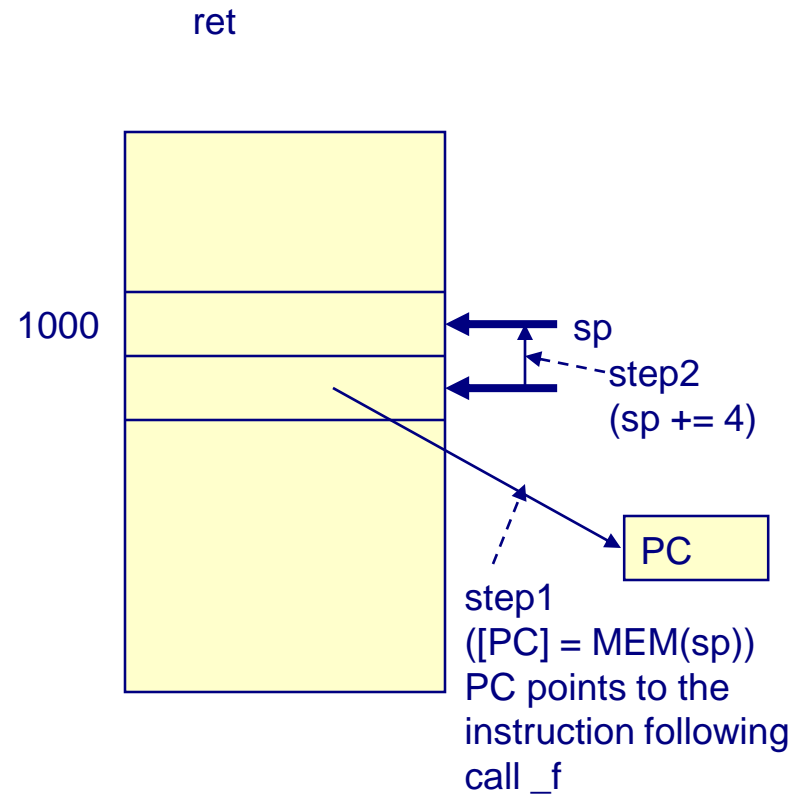 ret
1000
sp
step2
(sp += 4)
PC
step1
([PC] = MEM(sp))
PC points to the
instruction following
call _f